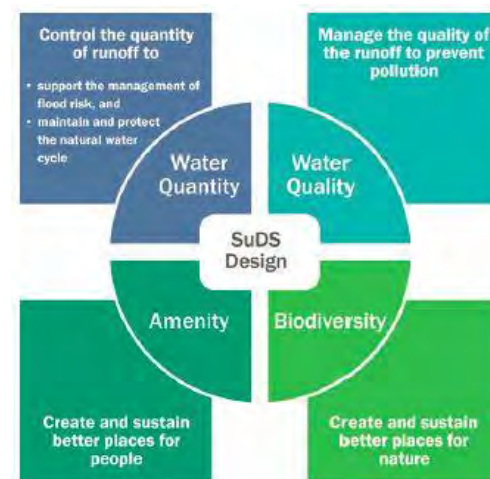 Control the quantity
of runoff to
• support the management of
flood risk, and
• maintain and protect
the natural water
cycle
Manage the quality of
the runoff to prevent
pollution
Water
Quantity
Water
Quality
SuDS
Design
Amenity
Biodiversity
Create and sustain
better places for
people
Create and sustain
better places for
nature